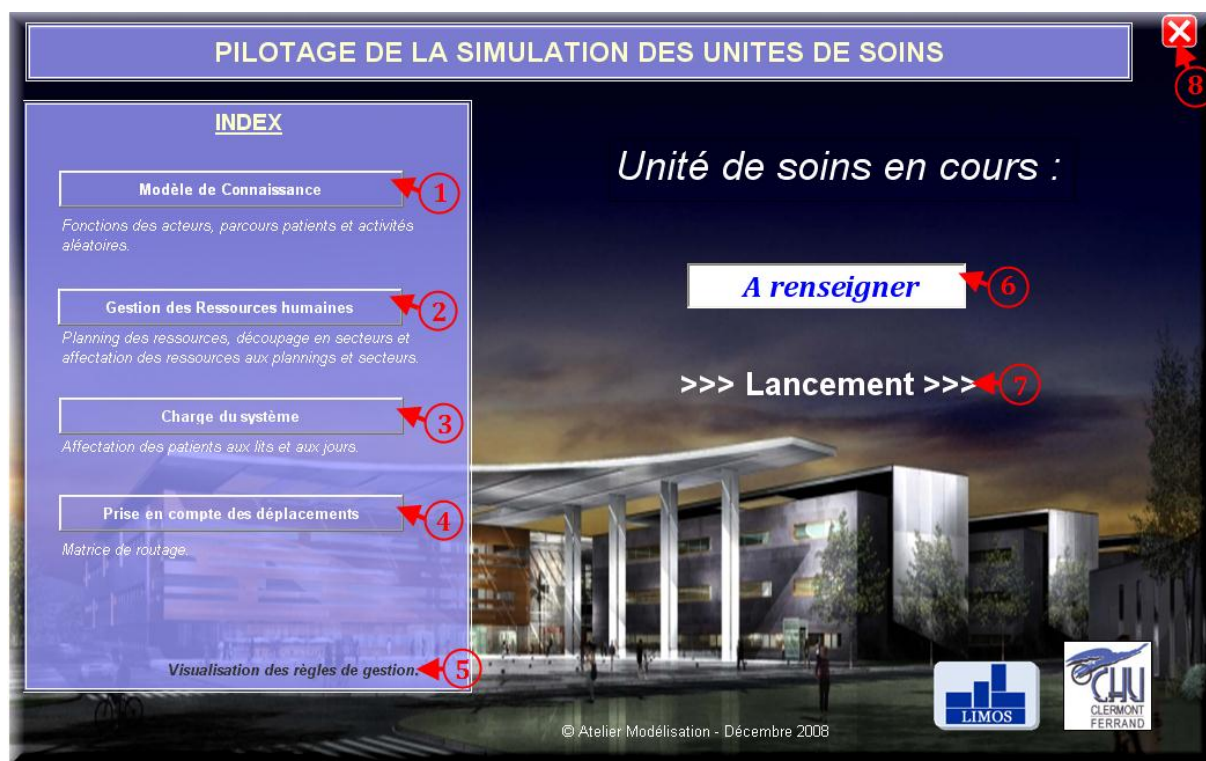 PILOTAGE DE LA SIMULATION DES UNITES DE SOINS
8
INDEX
Modèle de Connaissance
1
Fonctions des acteurs, parcours patients et activités
aléatoires.
Gestion des Ressources humaines
2
Planning des ressources, découpage en secteurs et
affectation des ressources aux plannings et secteurs.
Charge du système
3
Affectation des patients aux lits et aux jours.
Prise en compte des déplacements
4
Matrice de routage.
Visualisation des règles de gestion.
5
Unité de soins en cours :
A renseigner
6
>>> Lancement >>>
7
LIMOS
CHU
CLERMONT
FERRAND
© Atelier Modélisation - Décembre 2008